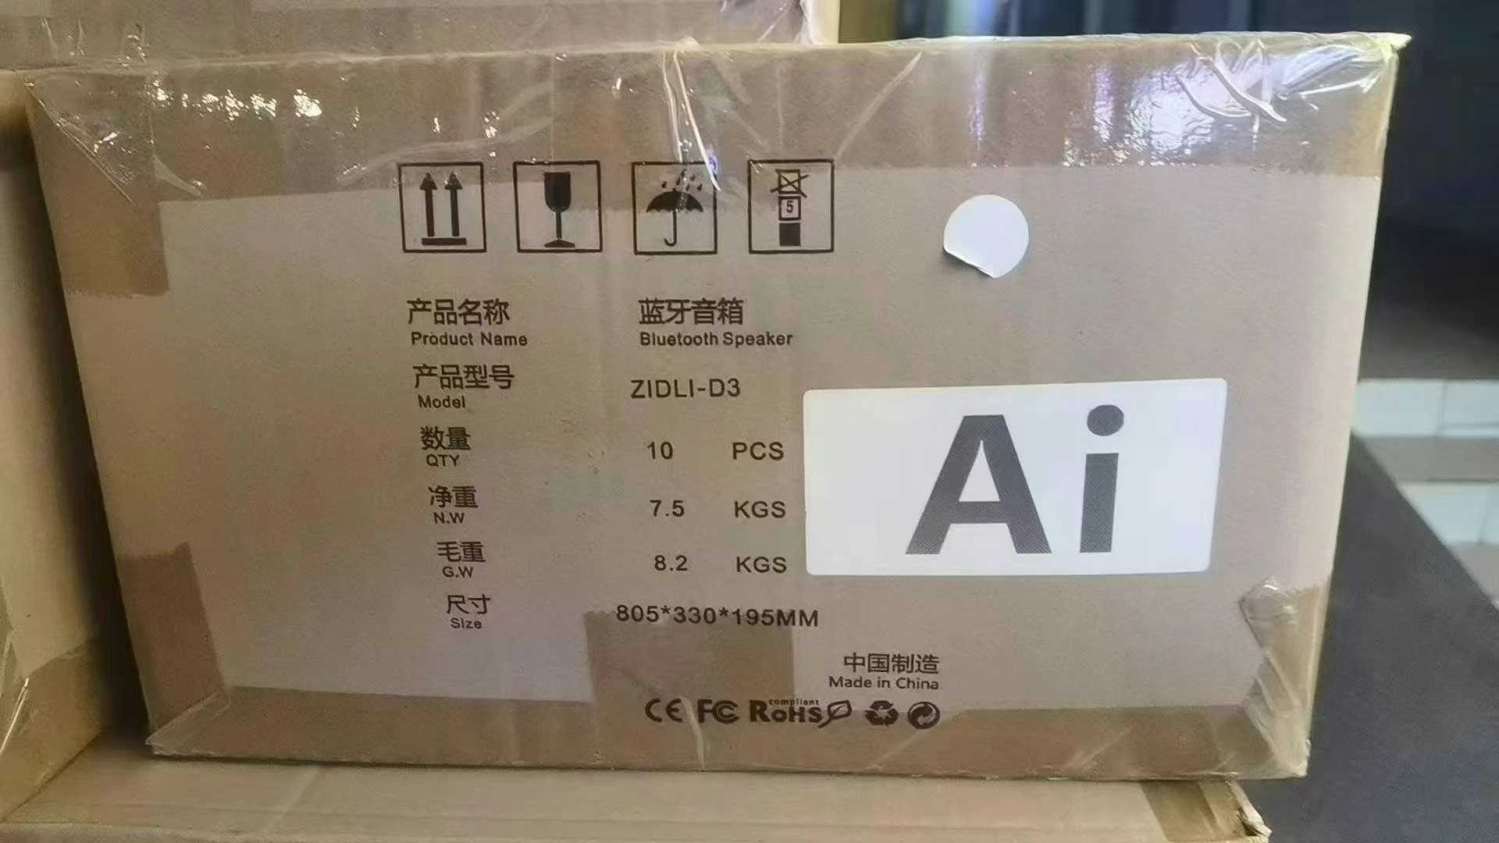 5
产品名称 蓝牙音箱
Product Name Bluetooth Speaker
产品型号 ZIDLI-D3
Model
数量 10 PCS
QTY
净重 7.5 KGS
N.W
毛重 8.2 KGS
G.W
尺寸 805*330*195MM
Size
Ai
中国制造
Made in China
CE FC RoHS compliant